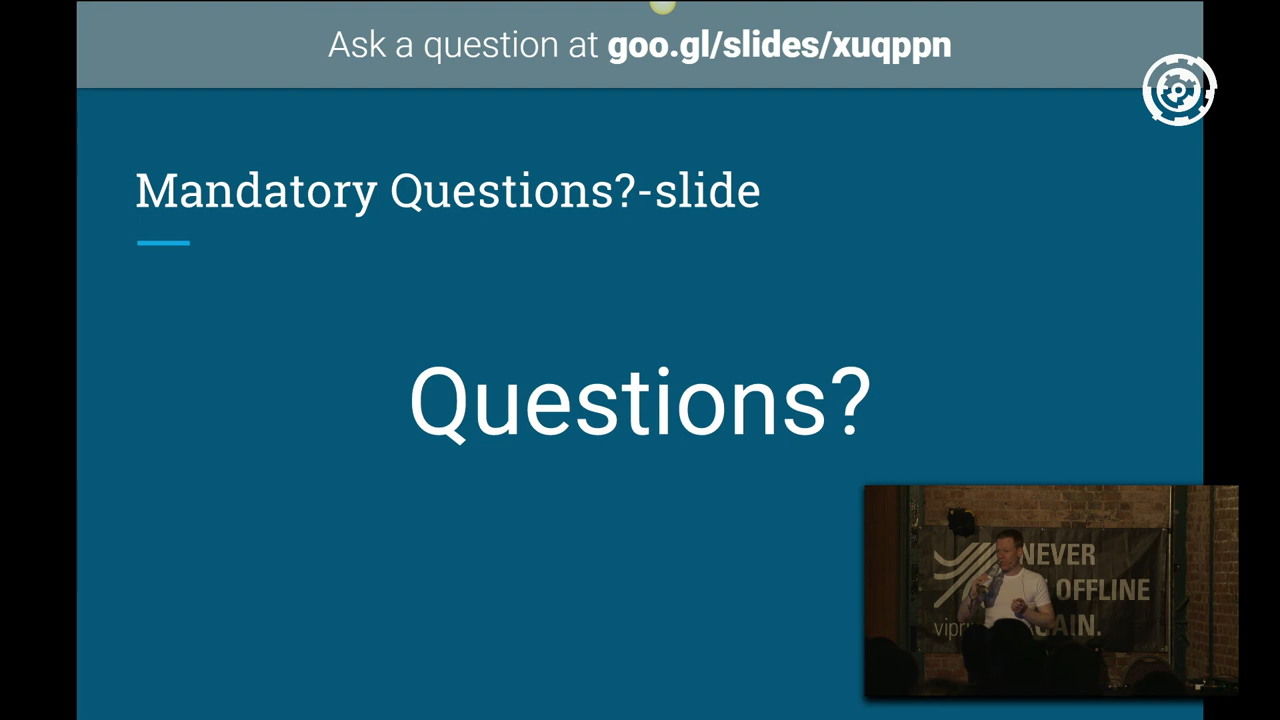 Ask a question at goo.gl/slides/xuqppn
Mandatory Questions?-slide
Questions?
NEVER
OFFLINE
AIN.